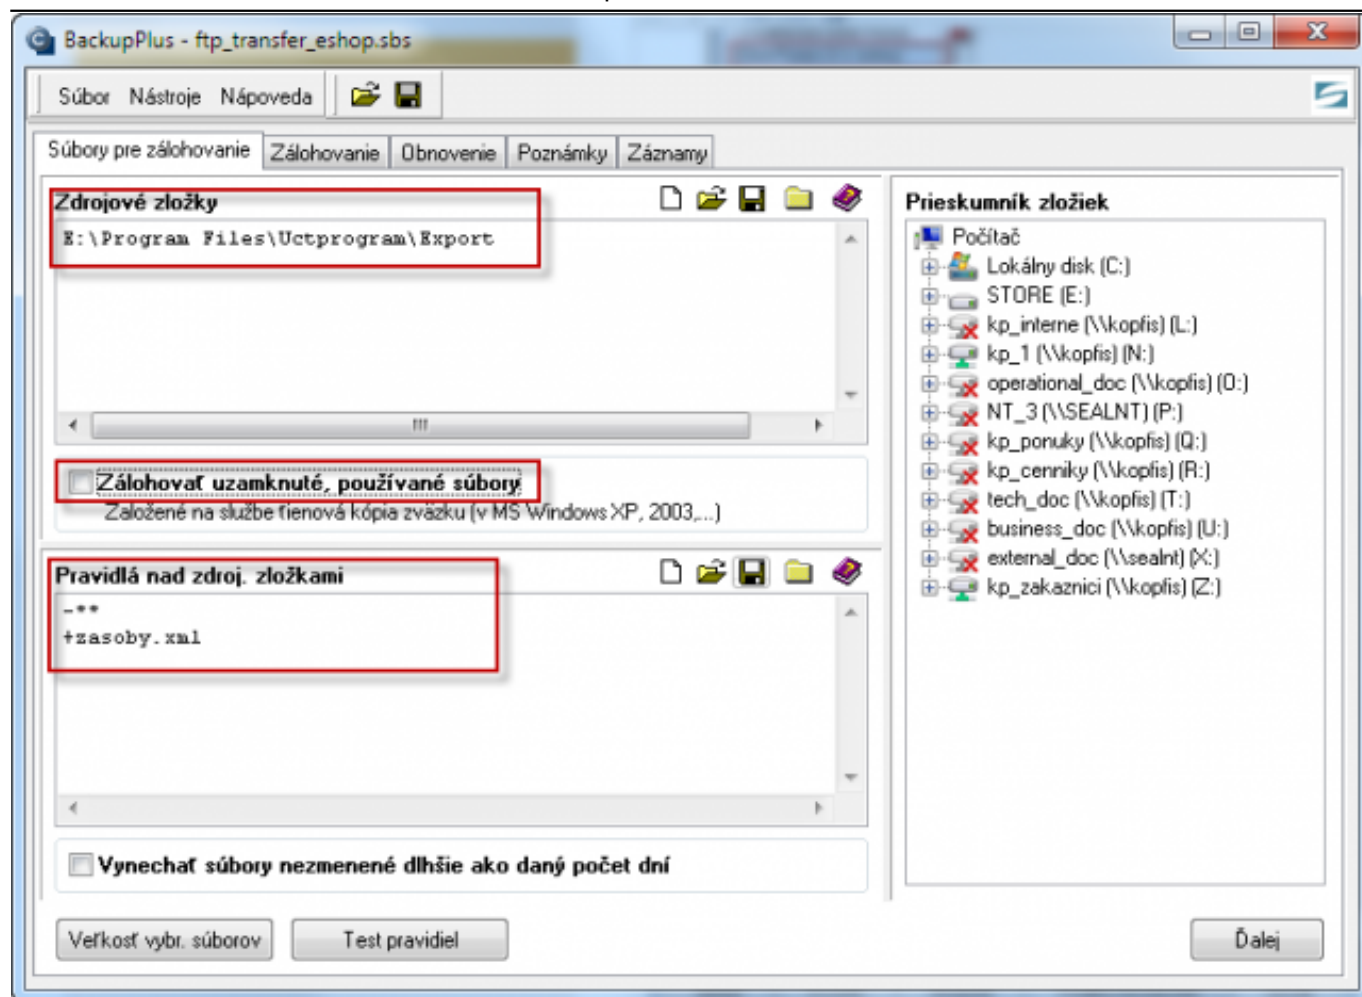 BackupPlus - ftp_transfer_eshop.sbs
Súbor Nástroje Nápoveda
Súbory pre zálohovanie Zálohovanie Obnovenie Poznámky Záznamy
Zdrojové zložky
E:\Program Files\Uctprogram\Export
Zálohovať uzamknuté, používané súbory
Založené na službe tienová kópia zväzku (v MS Windows XP, 2003,...)
Pravidlá nad zdroj. zložkami
-**
+zasoby.xml
Vynechať súbory nezmenené dlhšie ako daný počet dní
Veľkosť vybr. súborov Test pravidiel
Prieskumník zložiek
Počítač
Lokálny disk (C:)
STORE (E:)
kp_interne (\\kopfis) (L:)
kp_1 (\\kopfis) (N:)
operational_doc (\\kopfis) (O:)
NT_3 (\\SEALNT) (P:)
kp_ponuky (\\kopfis) (Q:)
kp_cenniky (\\kopfis) (R:)
tech_doc (\\kopfis) (T:)
business_doc (\\kopfis) (U:)
external_doc (\\sealnt) (X:)
kp_zakaznici (\\kopfis) (Z:)
Ďalej